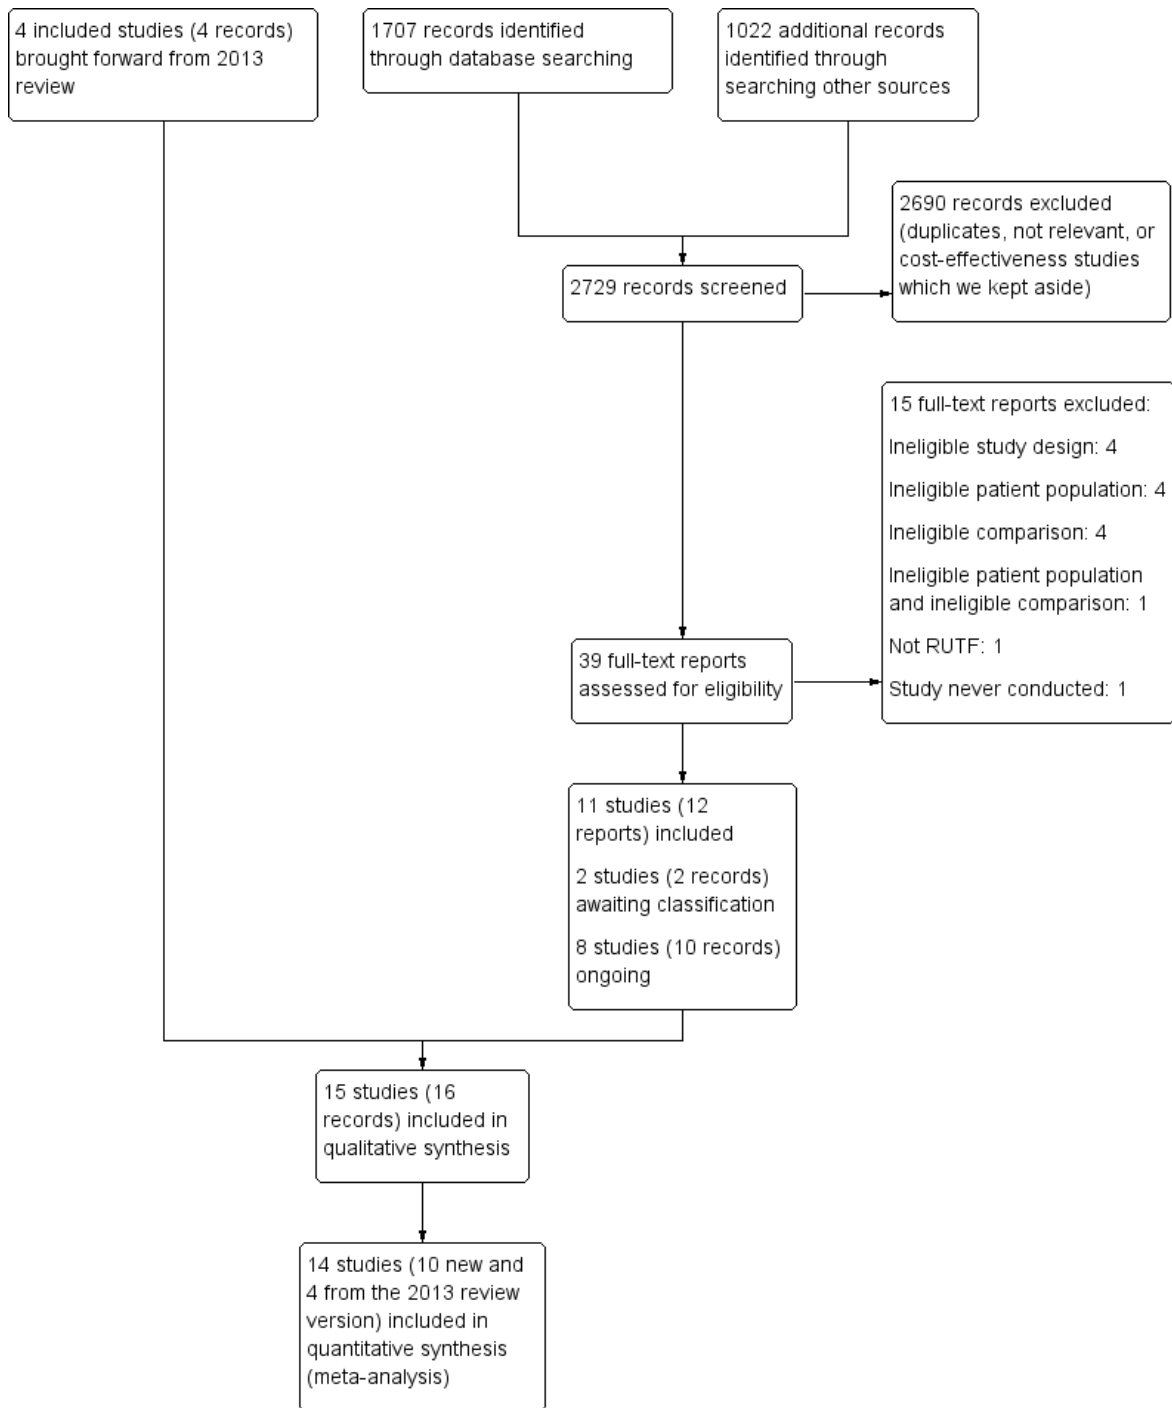 4 included studies (4 records)
brought forward from 2013
review
1707 records identified
through database searching
1022 additional records
identified through
searching other sources
2690 records excluded
(duplicates, not relevant, or
cost-effectiveness studies
which we kept aside)
2729 records screened
15 full-text reports excluded:
Ineligible study design: 4
Ineligible patient population: 4
Ineligible comparison: 4
Ineligible patient population
and ineligible comparison: 1
Not RUTF: 1
Study never conducted: 1
39 full-text reports
assessed for eligibility
11 studies (12
reports) included
2 studies (2 records)
awaiting classification
8 studies (10 records)
ongoing
15 studies (16
records) included in
qualitative synthesis
14 studies (10 new and
4 from the 2013 review
version) included in
quantitative synthesis
(meta-analysis)